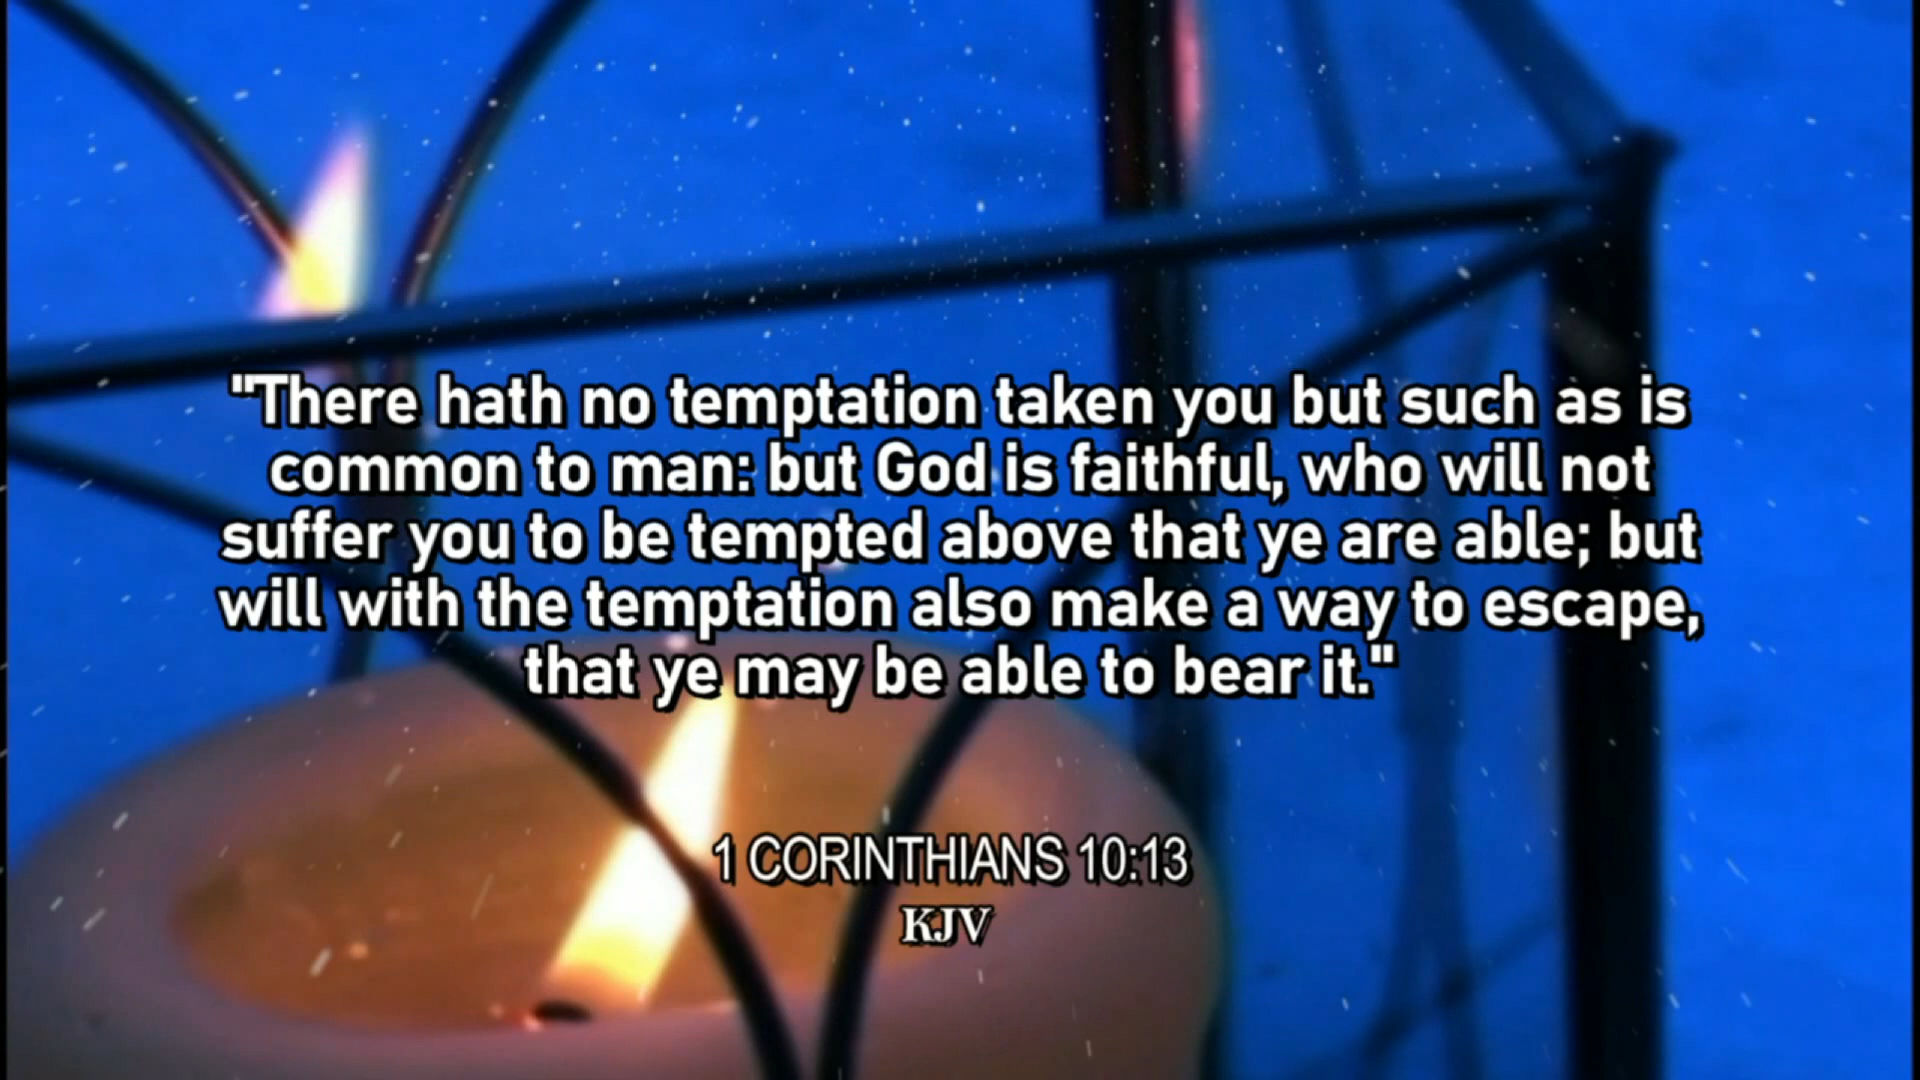 "There hath no temptation taken you but such as is
common to man: but God is faithful, who will not
suffer you to be tempted above that ye are able; but
will with the temptation also make a way to escape,
that ye may be able to bear it."
1 CORINTHIANS 10:13
KJV